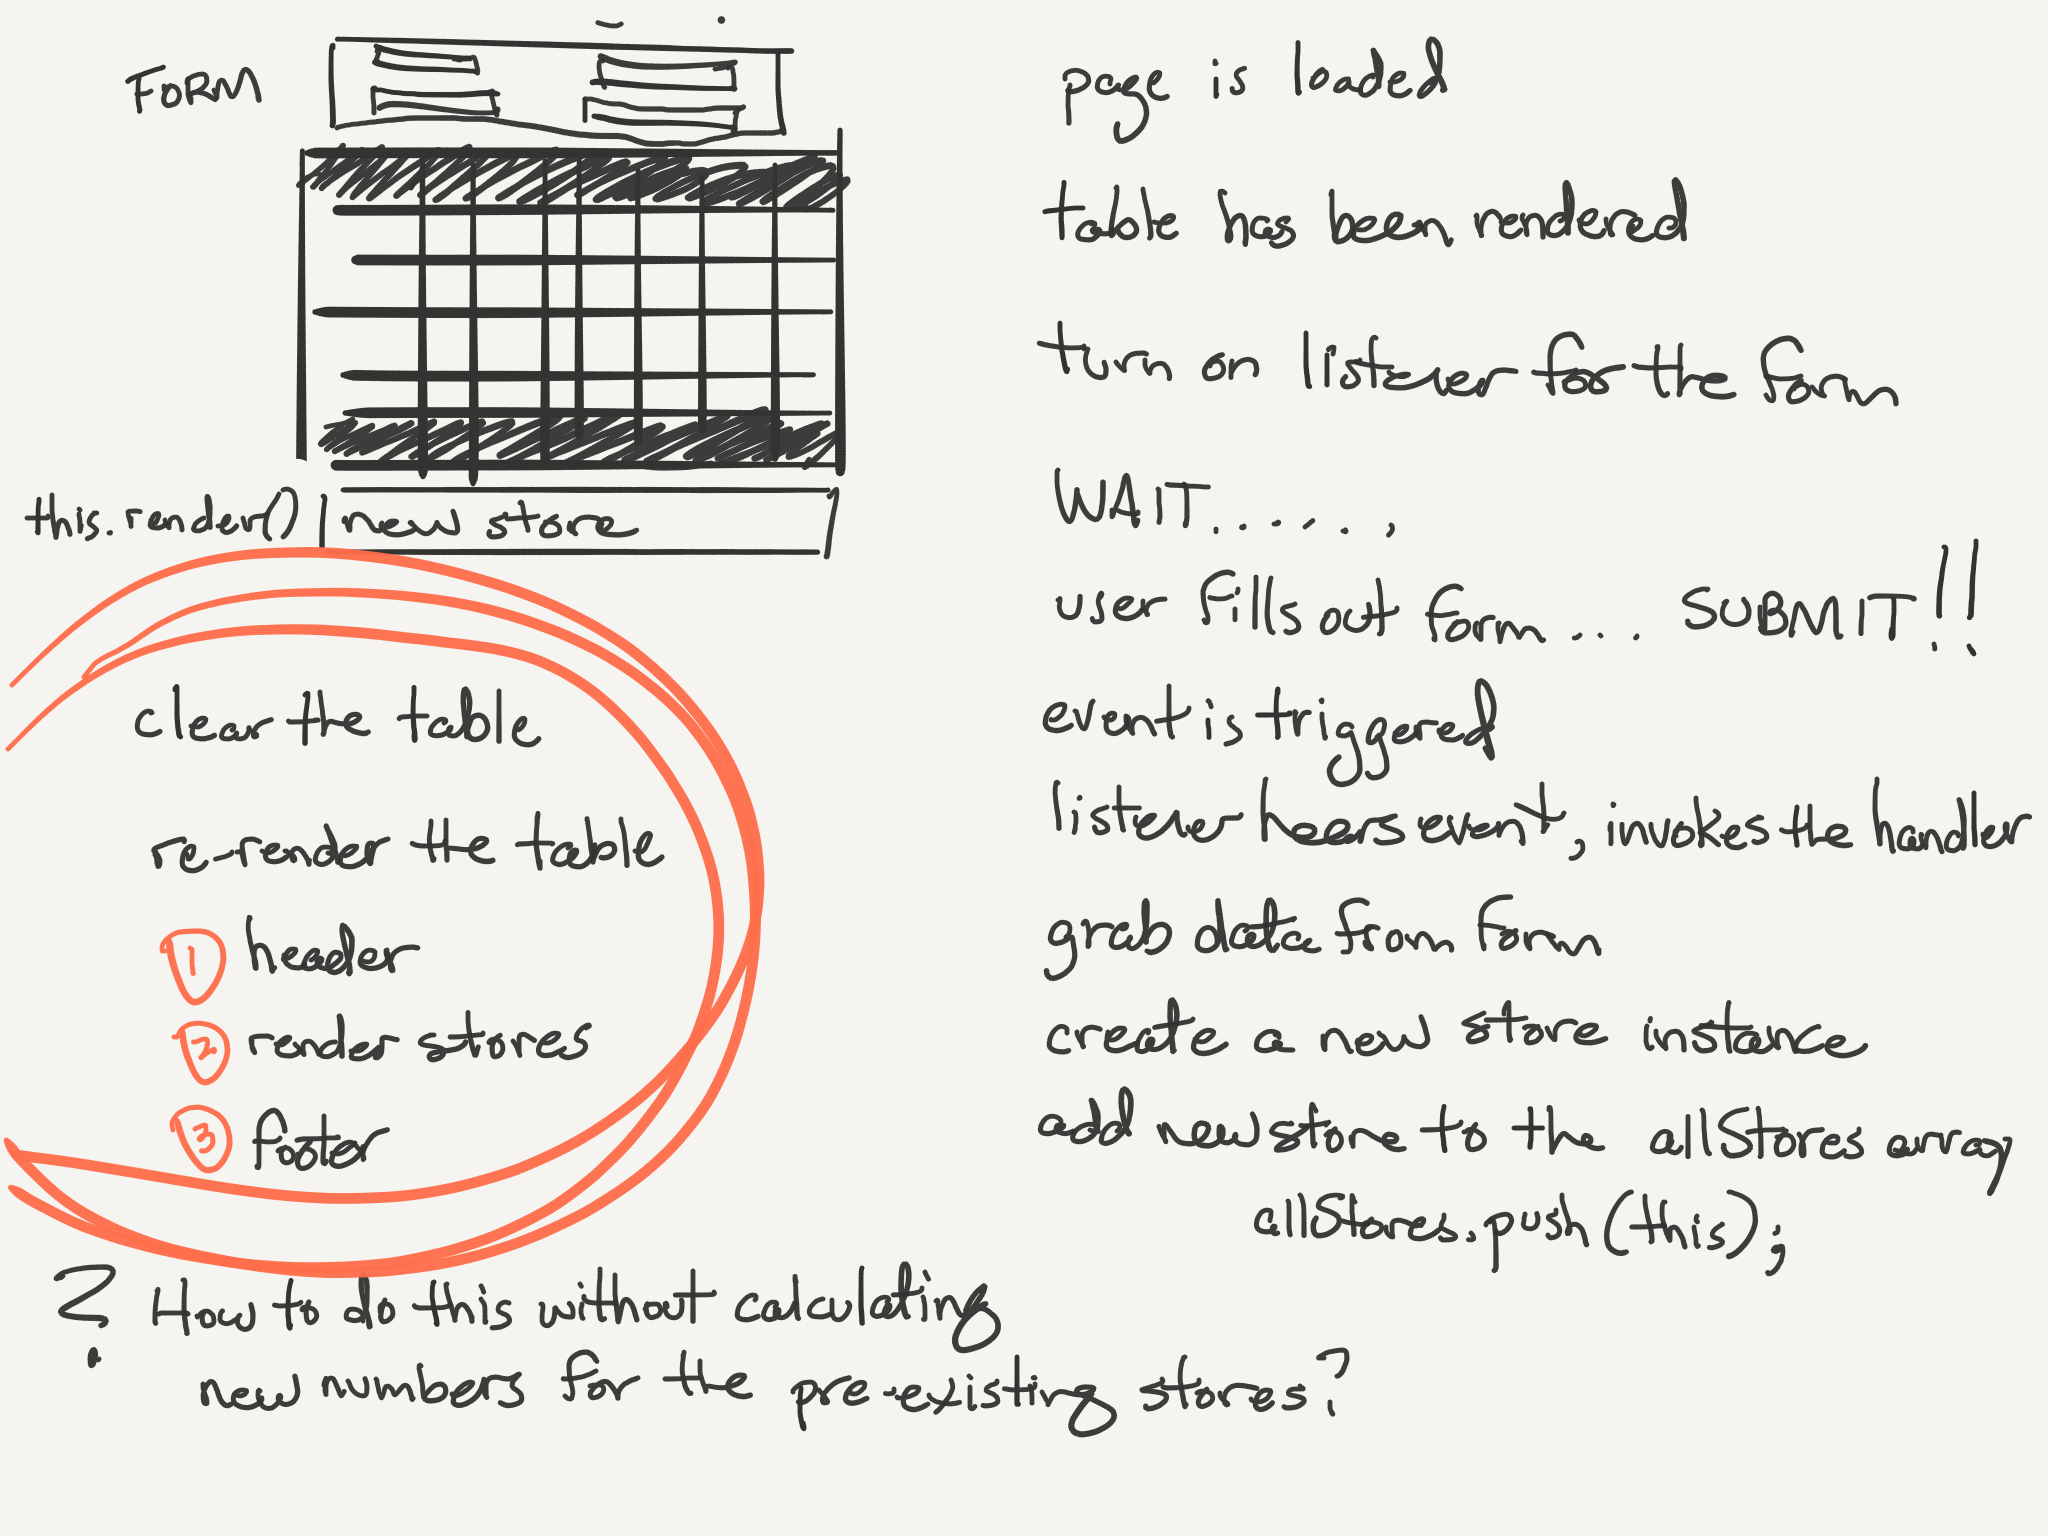 FORM
this.render() new store
clear the table
re-render the table
1 header
2 render stores
3 footer
? How to do this without calculating
new numbers for the pre-existing stores?
page is loaded
table has been rendered
turn on listener for the form
WAIT......,
user fills out form... SUBMIT!!
event is triggered
listener heers event, invokes the handler
grab data from form
create a new store instance
add new store to the allStores array
allStores.push(this);